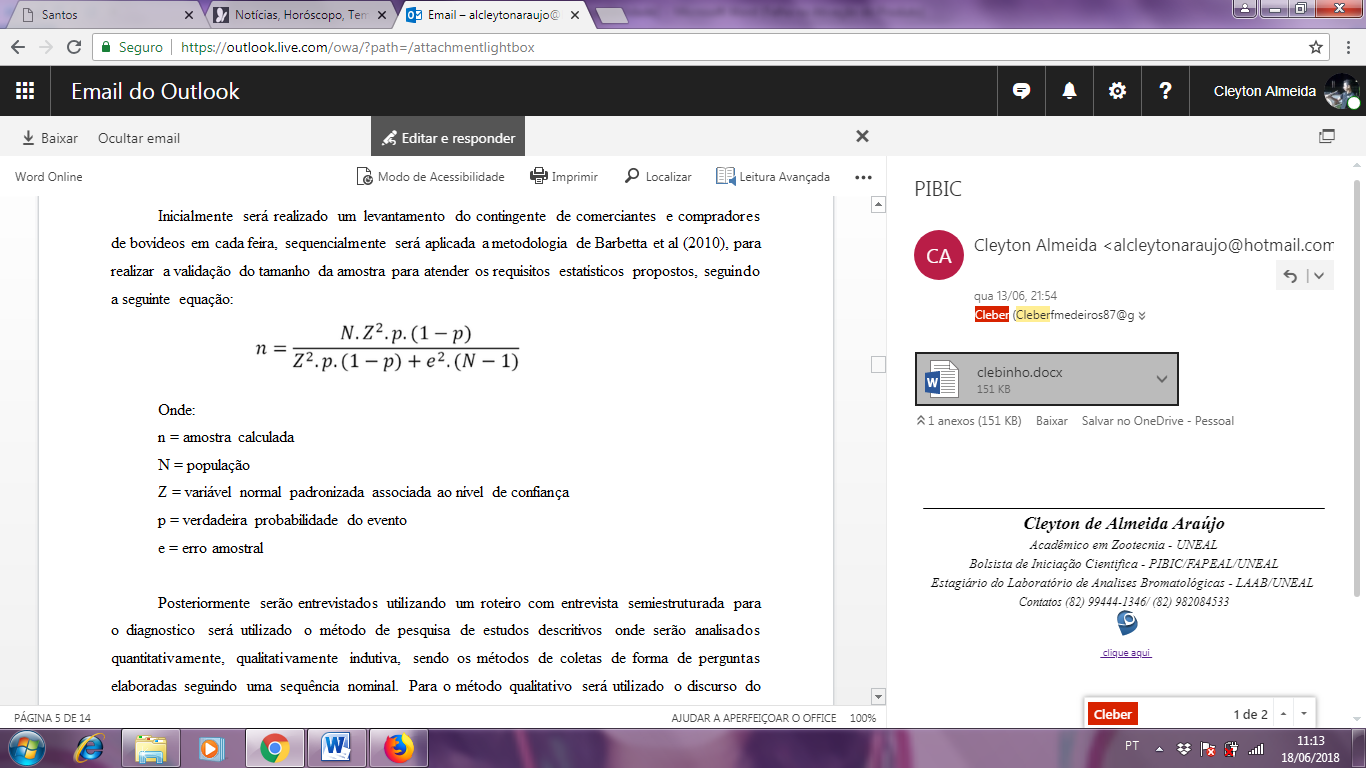 Santos
Notícias, Horóscopo, Tem
Email – alcleytonaraujo@
Seguro
https://outlook.live.com/owa/?path=/attachmentlightbox
Email do Outlook
Cleyton Almeida
Baixar
Ocultar email
Editar e responder
Word Online
Modo de Acessibilidade
Imprimir
Localizar
Leitura Avançada
Inicialmente será realizado um levantamento do contingente de comerciantes e compradores
de bovídeos em cada feira, sequencialmente será aplicada a metodologia de Barbetta et al (2010), para
realizar a validação do tamanho da amostra para atender os requisitos estatísticos propostos, seguindo
a seguinte equação:
n = N.Z².p.(1 − p) / Z².p.(1 − p) + e².(N − 1)
Onde:
n = amostra calculada
N = população
Z = variável normal padronizada associada ao nível de confiança
p = verdadeira probabilidade do evento
e = erro amostral
Posteriormente serão entrevistados utilizando um roteiro com entrevista semiestruturada para
o diagnostico será utilizado o método de pesquisa de estudos descritivos onde serão analisados
quantitativamente, qualitativamente indutiva, sendo os métodos de coletas de forma de perguntas
elaboradas seguindo uma sequência nominal. Para o método qualitativo será utilizado o discurso do
PÁGINA 5 DE 14
AJUDAR A APERFEIÇOAR O OFFICE
100%
PIBIC
CA
Cleyton Almeida <alcleytonaraujo@hotmail.com
qua 13/06, 21:54
Cleber (Cleberfmedeiros87@g
clebinho.docx
151 KB
1 anexos (151 KB)
Baixar
Salvar no OneDrive - Pessoal
Cleyton de Almeida Araújo
Acadêmico em Zootecnia - UNEAL
Bolsista de Iniciação Científica - PIBIC/FAPEAL/UNEAL
Estagiário do Laboratório de Analises Bromatológicas - LAAB/UNEAL
Contatos (82) 99444-1346/ (82) 982084533
clique aqui
Cleber
1 de 2
PT
11:13
18/06/2018